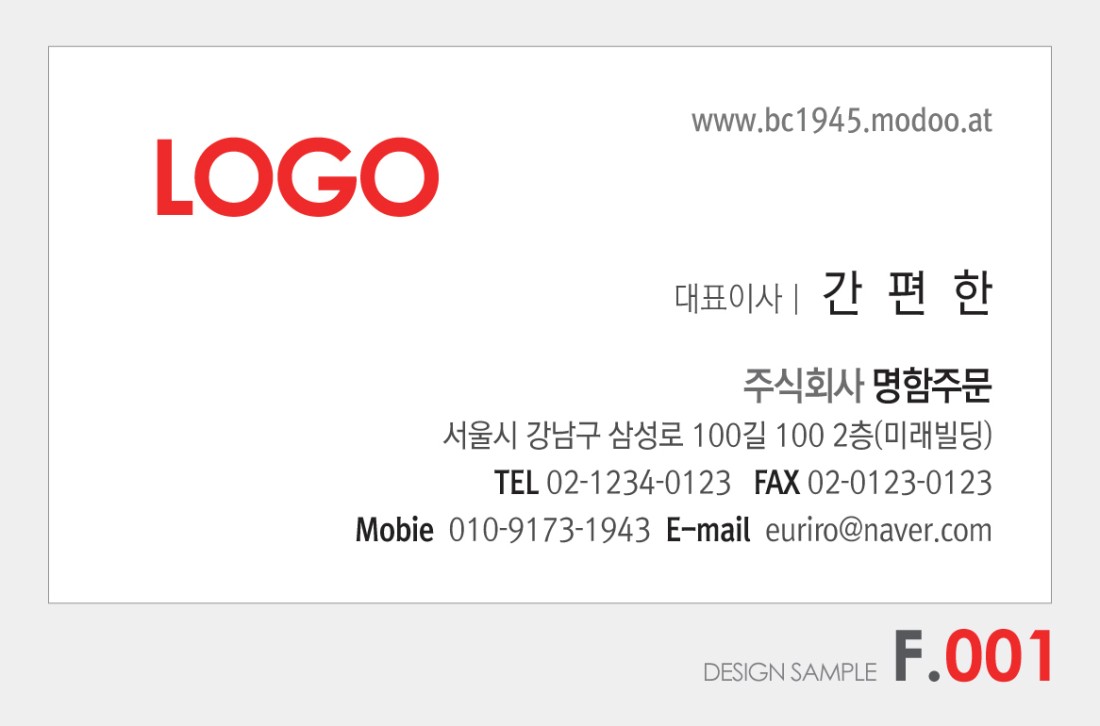 www.bc1945.modoo.at
LOGO
대표이사 | 간 편 한
주식회사 명함주문
서울시 강남구 삼성로 100길 100 2층(미래빌딩)
TEL 02-1234-0123 FAX 02-0123-0123
Mobie 010-9173-1943 E-mail euriro@naver.com
DESIGN SAMPLE F.001